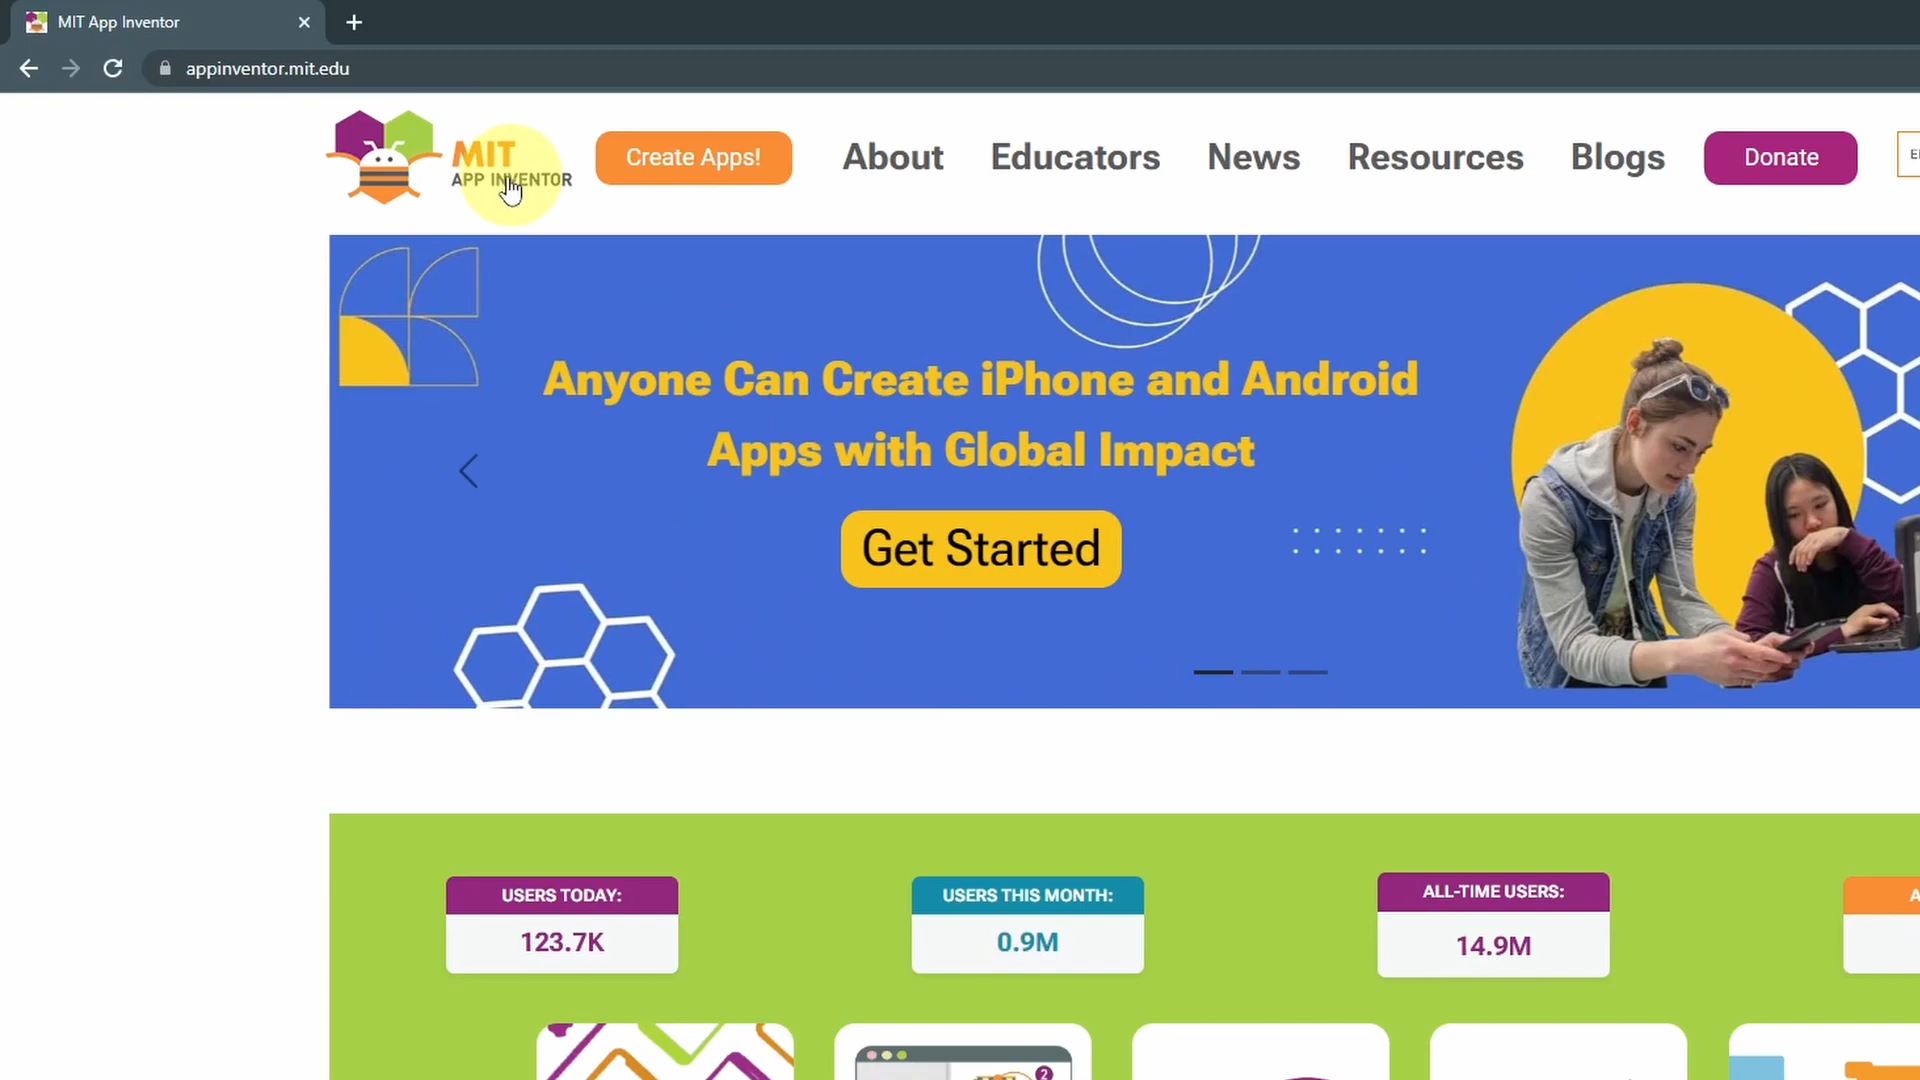 MIT App Inventor
appinventor.mit.edu
MIT
APP INVENTOR
Create Apps!
About
Educators
News
Resources
Blogs
Donate
Anyone Can Create iPhone and Android
Apps with Global Impact
Get Started
USERS TODAY:
123.7K
USERS THIS MONTH:
0.9M
ALL-TIME USERS:
14.9M
2